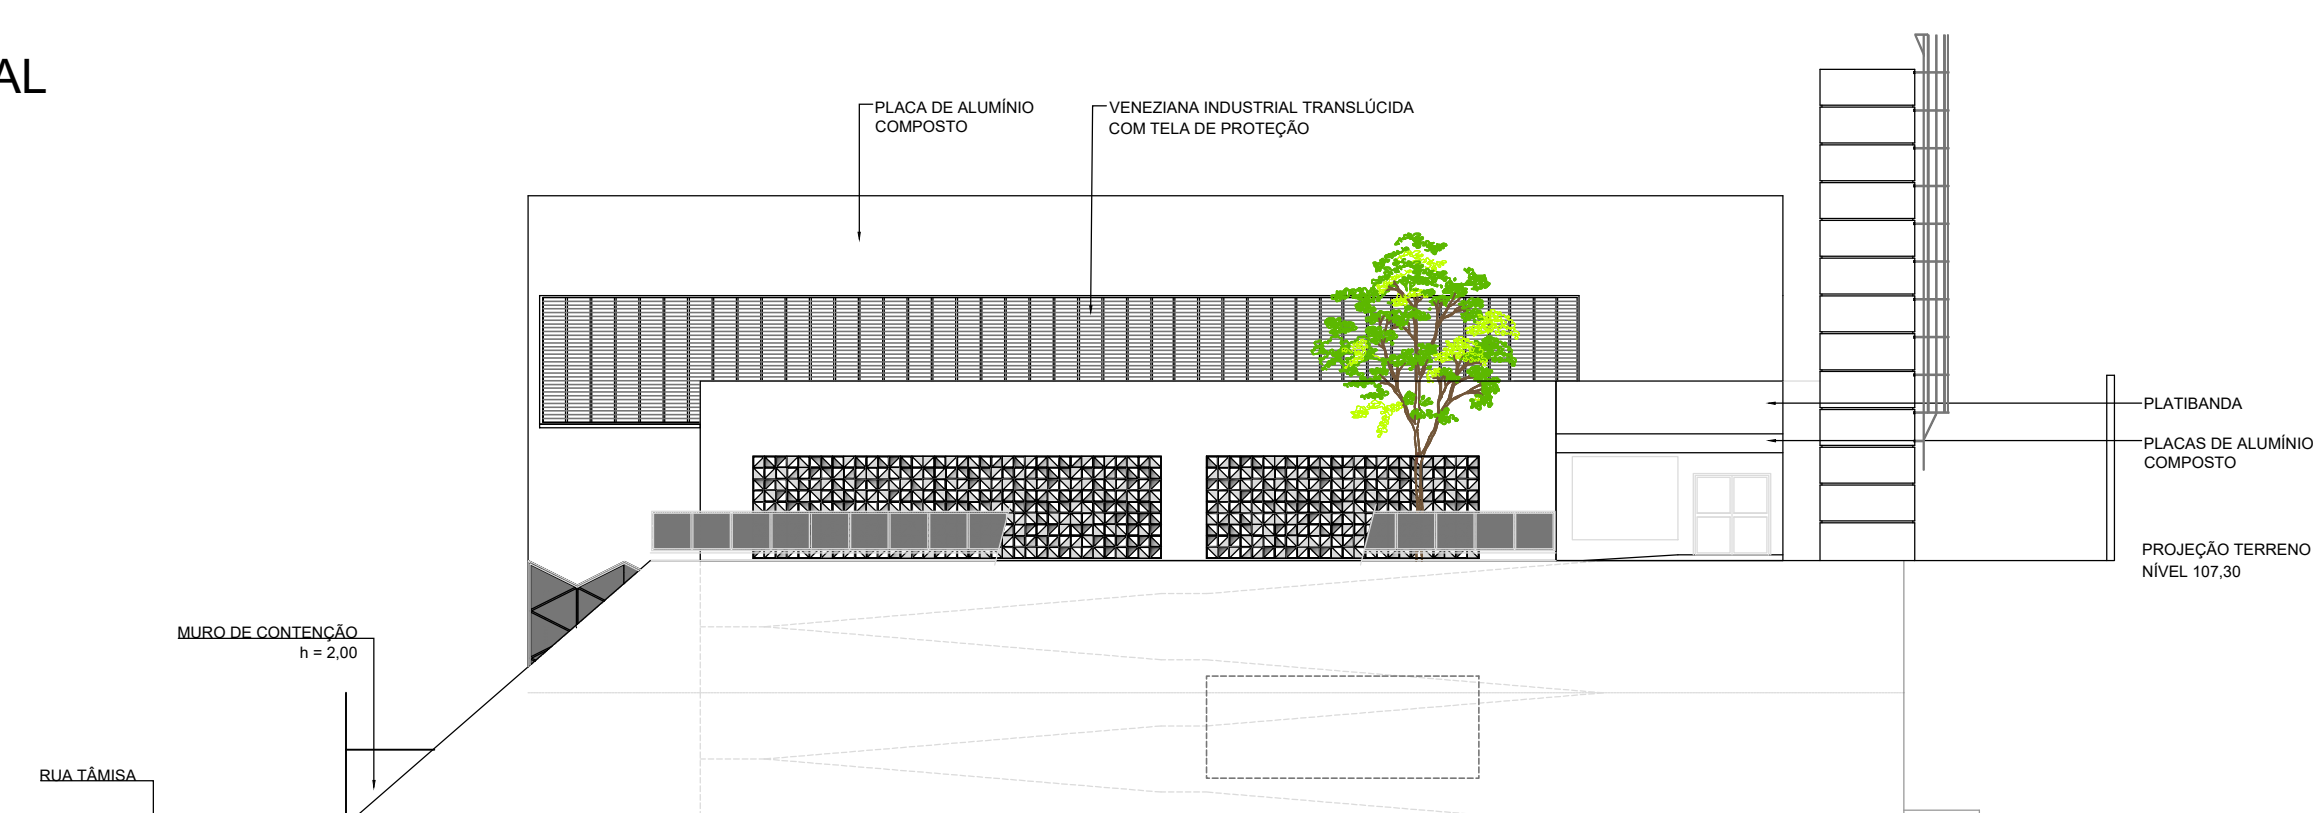 AL
PLACA DE ALUMÍNIO
COMPOSTO
VENEZIANA INDUSTRIAL TRANSLÚCIDA
COM TELA DE PROTEÇÃO
PLATIBANDA
PLACAS DE ALUMÍNIO
COMPOSTO
PROJEÇÃO TERRENO
NÍVEL 107,30
MURO DE CONTENÇÃO
h = 2,00
RUA TÂMISA